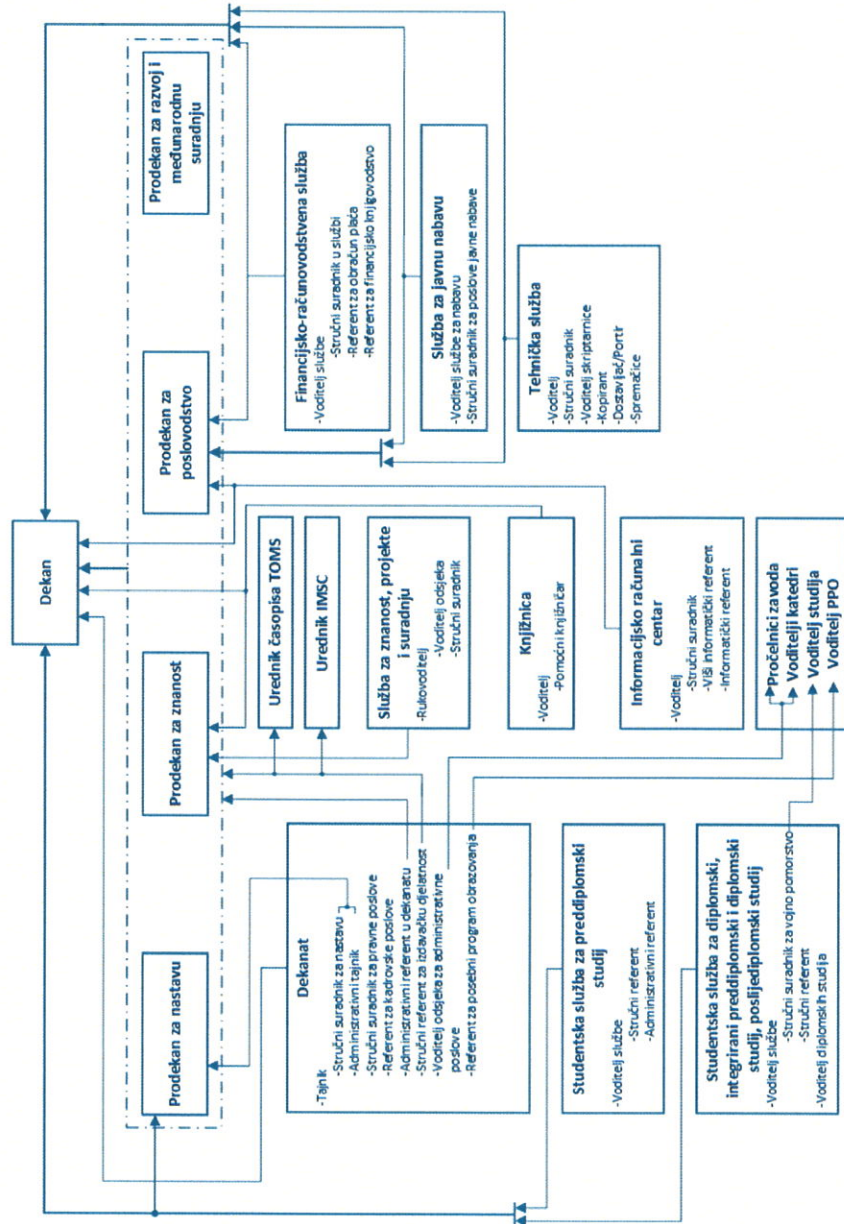 Dekan
Prodekan za nastavu
Prodekan za znanost
Prodekan za
poslovodstvo
Prodekan za razvoj i
međunarodnu
suradnju
Dekanat
-Tajnik
-Stručni suradnik za nastavu
-Administrativni tajnik
-Stručni suradnik za pravne poslove
-Referent za kadrovske poslove
-Administrativni referent u dekanatu
-Stručni referent za izdavačku djelatnost
-Voditelj odsjeka za administrativne
poslove
-Referent za posebni program obrazovanja
Studentska služba za preddiplomski
studij
-Voditelj službe
-Stručni referent
-Administrativni referent
Studentska služba za diplomski,
integrirani preddiplomski i diplomski
studij, poslijediplomski studij
-Voditelj službe
-Stručni suradnik za vojno pomorstvo
-Stručni referent
-Voditelj diplomskih studija
Urednik časopisa TOMS
Urednik IMSC
Služba za znanost, projekte
i suradnju
-Rukovoditelj
-Voditelj odsjeka
-Stručni suradnik
Knjižnica
-Voditelj
-Pomoćni knjižničar
Informacijsko računalni
centar
-Voditelj
-Stručni suradnik
-Viši informatički referent
-Informatički referent
Pročelnici zavoda
Voditelji katedri
Voditelj studija
Voditelj PPO
Financijsko-računovodstvena služba
-Voditelj službe
-Stručni suradnik u službi
-Referent za obračun plaća
-Referent za financijsko knjigovodstvo
Služba za javnu nabavu
-Voditelj službe za nabavu
-Stručni suradnik za poslove javne nabave
Tehnička služba
-Voditelj
-Stručni suradnik
-Voditelj skriptarnice
-Kopirant
-Dostavljač/Portir
-Spremačice